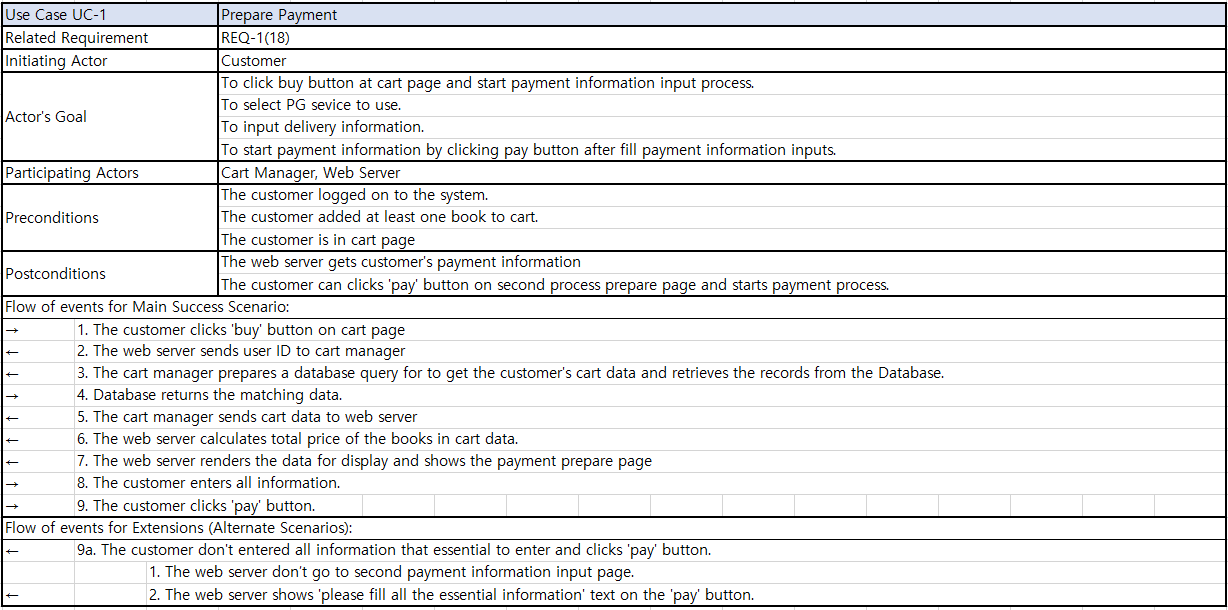 Use Case UC-1 Prepare Payment
Related Requirement REQ-1(18)
Initiating Actor Customer
Actor's Goal
To click buy button at cart page and start payment information input process.
To select PG sevice to use.
To input delivery information.
To start payment information by clicking pay button after fill payment information inputs.
Participating Actors Cart Manager, Web Server
Preconditions
The customer logged on to the system.
The customer added at least one book to cart.
The customer is in cart page
Postconditions
The web server gets customer's payment information
The customer can clicks 'pay' button on second process prepare page and starts payment process.
Flow of events for Main Success Scenario:
→ 1. The customer clicks 'buy' button on cart page
← 2. The web server sends user ID to cart manager
← 3. The cart manager prepares a database query for to get the customer's cart data and retrieves the records from the Database.
→ 4. Database returns the matching data.
← 5. The cart manager sends cart data to web server
← 6. The web server calculates total price of the books in cart data.
← 7. The web server renders the data for display and shows the payment prepare page
→ 8. The customer enters all information.
→ 9. The customer clicks 'pay' button.
Flow of events for Extensions (Alternate Scenarios):
← 9a. The customer don't entered all information that essential to enter and clicks 'pay' button.
1. The web server don't go to second payment information input page.
← 2. The web server shows 'please fill all the essential information' text on the 'pay' button.